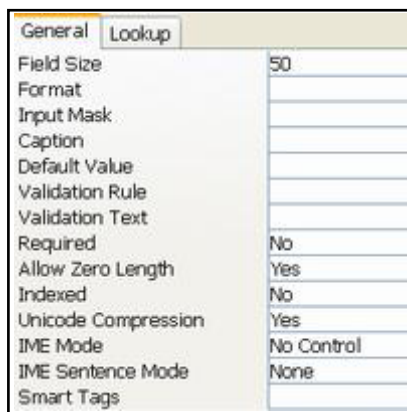 General Lookup
Field Size 50
Format
Input Mask
Caption
Default Value
Validation Rule
Validation Text
Required No
Allow Zero Length Yes
Indexed No
Unicode Compression Yes
IME Mode No Control
IME Sentence Mode None
Smart Tags